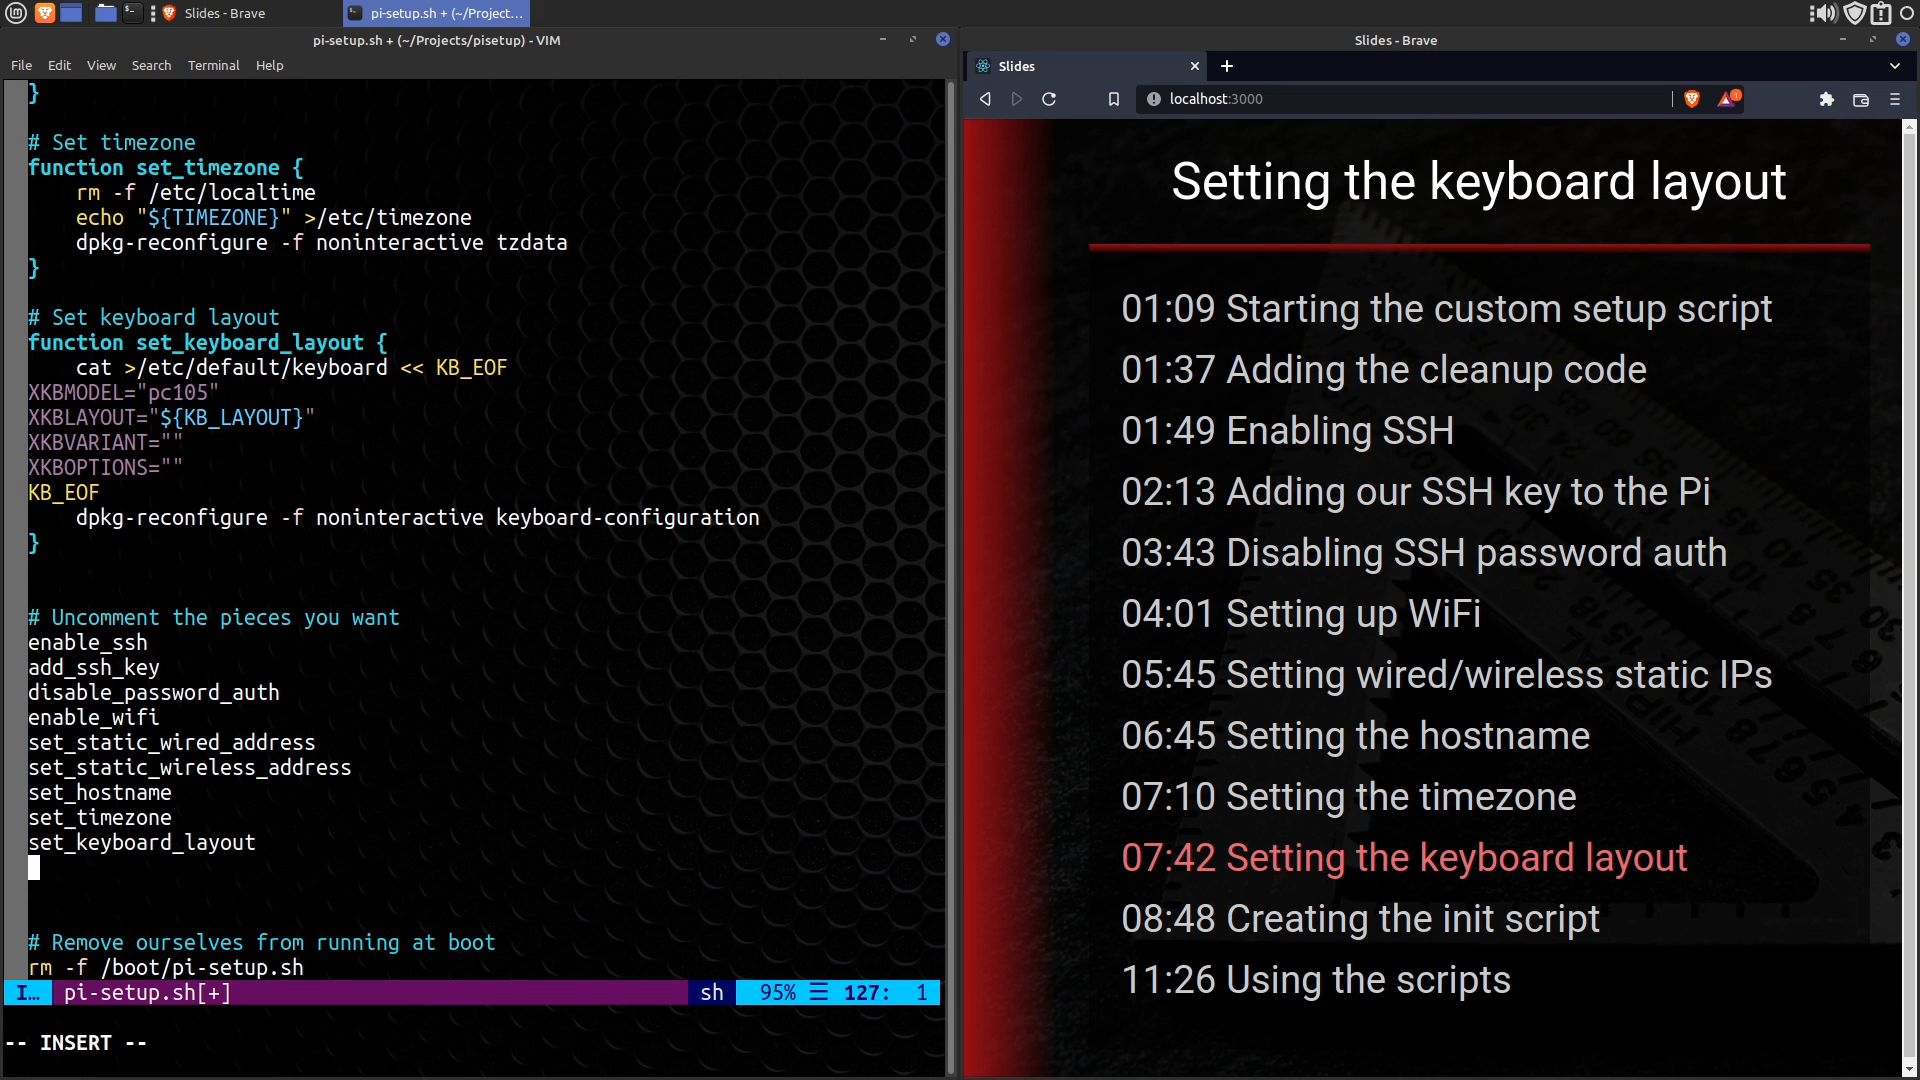 Slides - Brave
pi-setup.sh + (~/Project...
pi-setup.sh + (~/Projects/pisetup) - VIM
File Edit View Search Terminal Help
}
# Set timezone
function set_timezone {
    rm -f /etc/localtime
    echo "${TIMEZONE}" >/etc/timezone
    dpkg-reconfigure -f noninteractive tzdata
}
# Set keyboard layout
function set_keyboard_layout {
    cat >/etc/default/keyboard << KB_EOF
XKBMODEL="pc105"
XKBLAYOUT="${KB_LAYOUT}"
XKBVARIANT=""
XKBOPTIONS=""
KB_EOF
    dpkg-reconfigure -f noninteractive keyboard-configuration
}
# Uncomment the pieces you want
enable_ssh
add_ssh_key
disable_password_auth
enable_wifi
set_static_wired_address
set_static_wireless_address
set_hostname
set_timezone
set_keyboard_layout
# Remove ourselves from running at boot
rm -f /boot/pi-setup.sh
I... pi-setup.sh[+] sh 95% ☰ 127: 1
-- INSERT --
Slides - Brave
Slides
localhost:3000
1
Setting the keyboard layout
01:09 Starting the custom setup script
01:37 Adding the cleanup code
01:49 Enabling SSH
02:13 Adding our SSH key to the Pi
03:43 Disabling SSH password auth
04:01 Setting up WiFi
05:45 Setting wired/wireless static IPs
06:45 Setting the hostname
07:10 Setting the timezone
07:42 Setting the keyboard layout
08:48 Creating the init script
11:26 Using the scripts